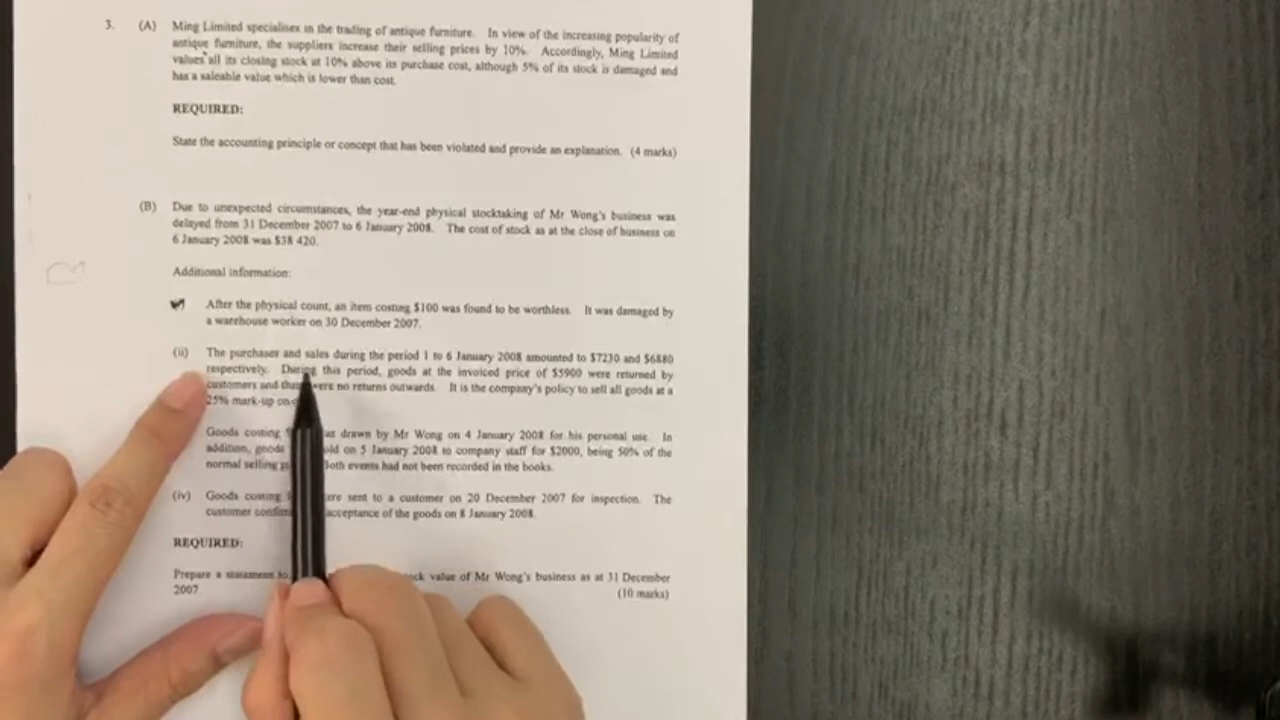 3. (A) Ming Limited specialises in the trading of antique furniture. In view of the increasing popularity of
antique furniture, the suppliers increase their selling prices by 10%. Accordingly, Ming Limited
values all its closing stock at 10% above its purchase cost, although 5% of its stock is damaged and
has a saleable value which is lower than cost.
REQUIRED:
State the accounting principle or concept that has been violated and provide an explanation. (4 marks)
(B) Due to unexpected circumstances, the year-end physical stocktaking of Mr Wong's business was
delayed from 31 December 2007 to 6 January 2008. The cost of stock as at the close of business on
6 January 2008 was $38 420.
Additional information:
After the physical count, an item costing $100 was found to be worthless. It was damaged by
a warehouse worker on 30 December 2007.
(ii) The purchases and sales during the period 1 to 6 January 2008 amounted to $7230 and $6880
respectively. During this period, goods at the invoiced price of $5900 were returned by
customers and were no returns outwards. It is the company's policy to sell all goods at a
25% mark-up on
Goods costing drawn by Mr Wong on 4 January 2008 for his personal use. In
addition, goods on 5 January 2008 to company staff for $2000, being 50% of the
normal selling events had not been recorded in the books.
(iv) Goods costing sent to a customer on 20 December 2007 for inspection. The
customer acceptance of the goods on 8 January 2008.
REQUIRED:
Prepare a statement value of Mr Wong's business as at 31 December
2007. (10 marks)